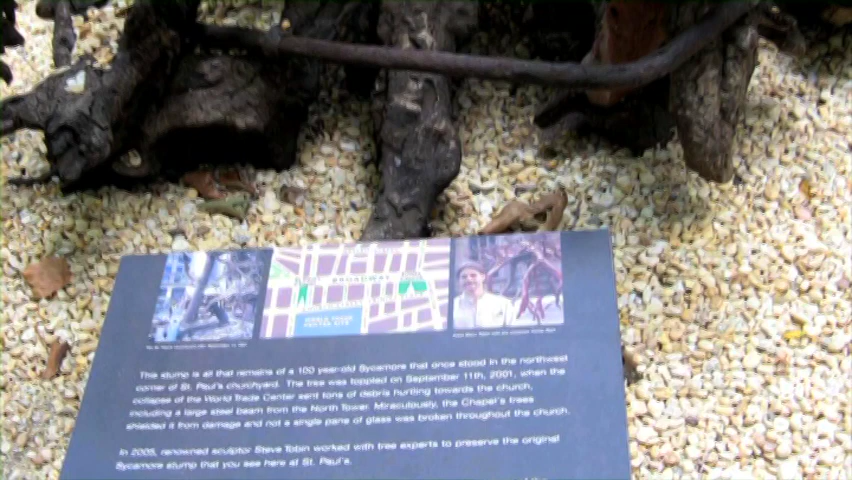 BROADWAY
WORLD TRADE
CENTER SITE
This stump is all that remains of a 100 year-old Sycamore that once stood in the northwest
corner of St. Paul's churchyard. The tree was toppled on September 11th, 2001, when the
collapse of the World Trade Center sent tons of debris hurtling towards the church,
including a large steel beam from the North Tower. Miraculously, the Chapel's trees
shielded it from damage and not a single pane of glass was broken throughout the church.
In 2005, renowned sculptor Steve Tobin worked with tree experts to preserve the original
Sycamore stump that you see here at St. Paul's.